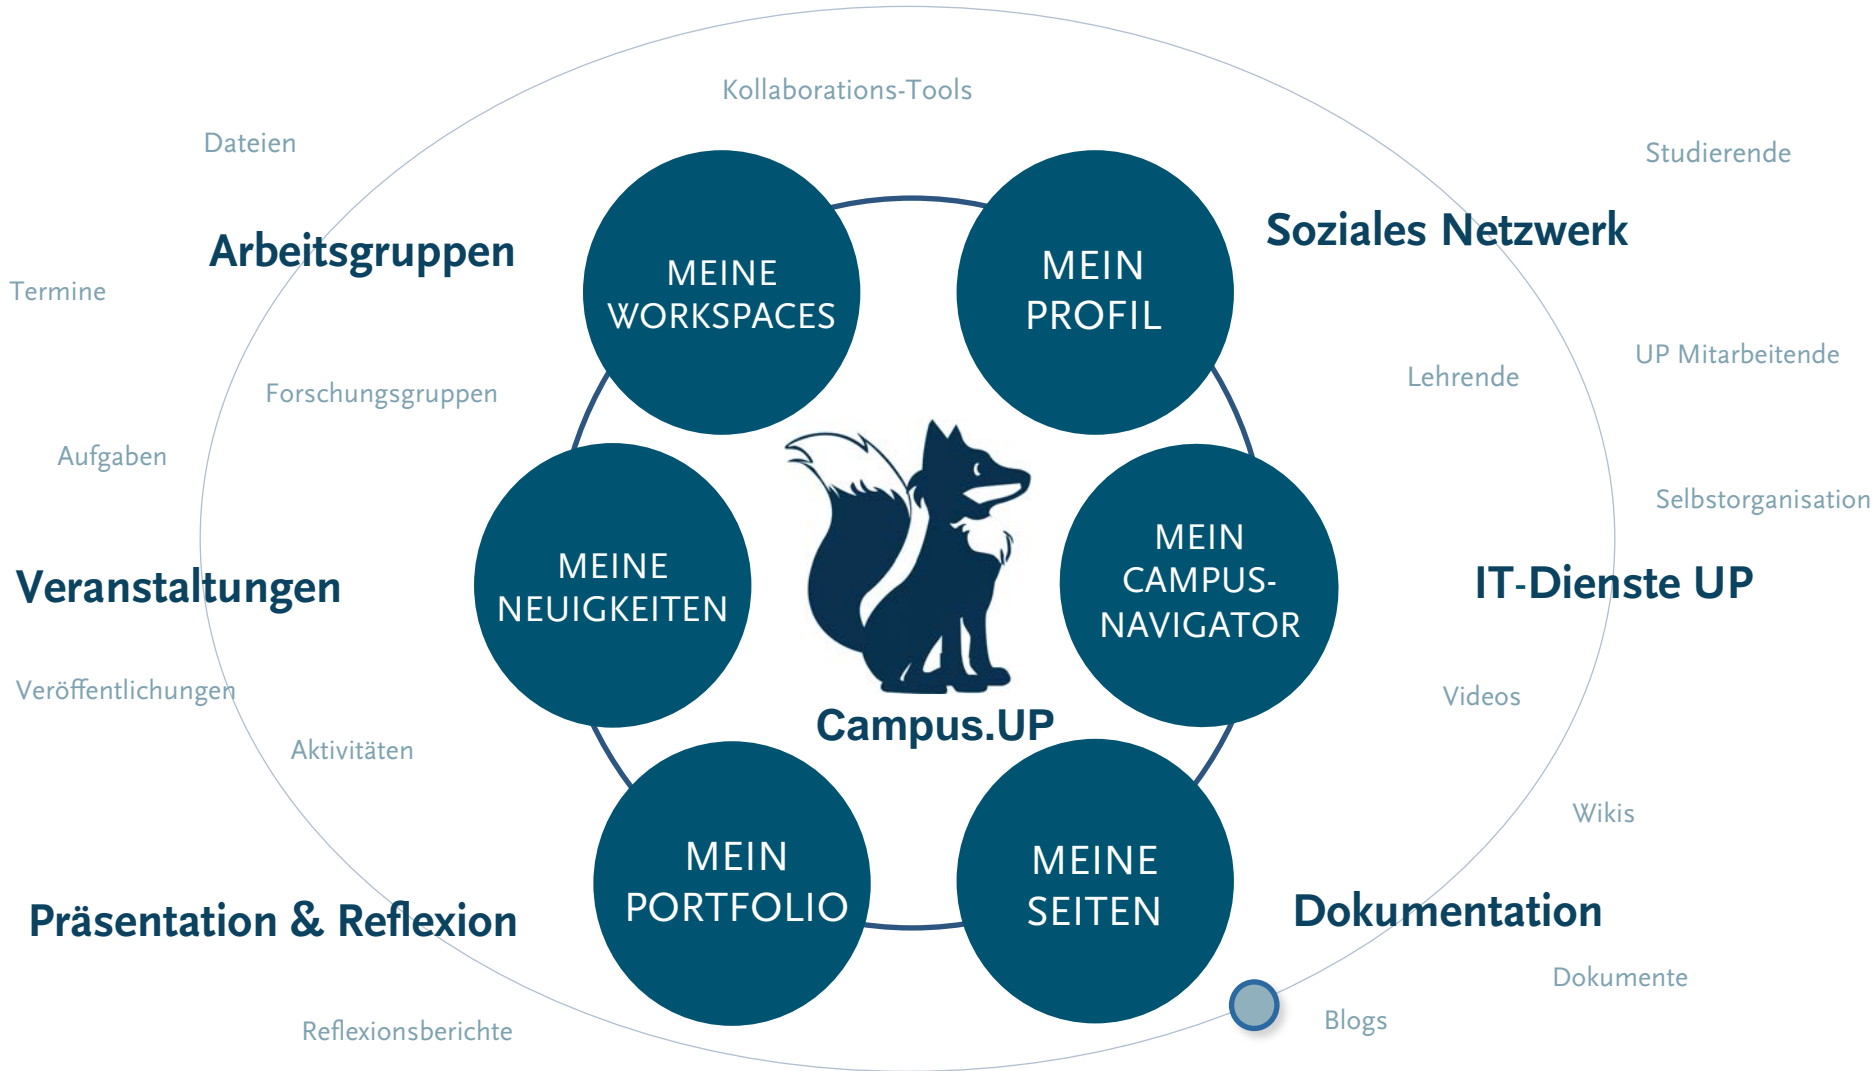 Kollaborations-Tools
Dateien
Studierende
Arbeitsgruppen
Soziales Netzwerk
MEINE
WORKSPACES
MEIN
PROFIL
Termine
UP Mitarbeitende
Lehrende
Forschungsgruppen
Aufgaben
Selbstorganisation
Veranstaltungen
MEINE
NEUIGKEITEN
MEIN
CAMPUS-
NAVIGATOR
IT-Dienste UP
Veröffentlichungen
Videos
Campus.UP
Aktivitäten
Wikis
MEIN
PORTFOLIO
MEINE
SEITEN
Präsentation & Reflexion
Dokumentation
Dokumente
Reflexionsberichte
Blogs